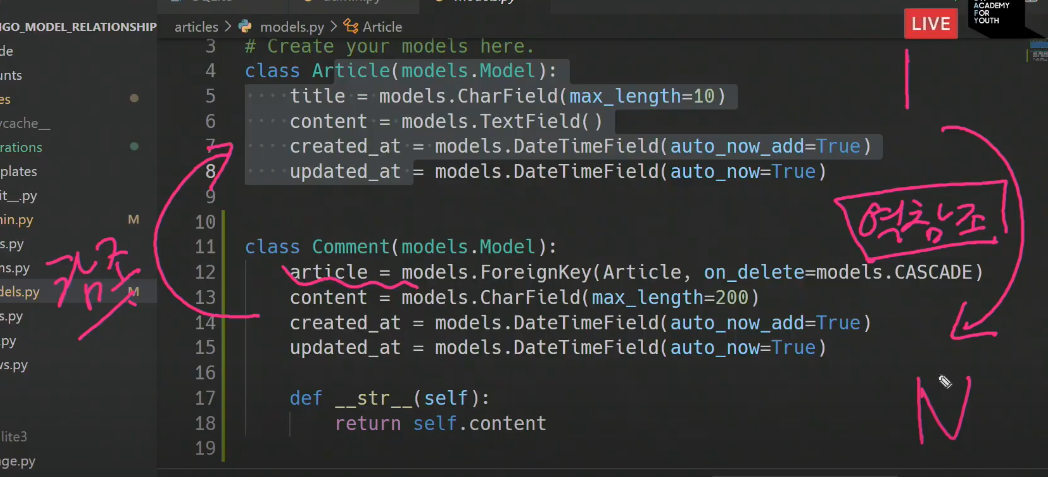 NGO_MODEL_RELATIONSHIP
articles > models.py > Article
ACADEMY
FOR
YOUTH
LIVE
3 # Create your models here.
4 class Article(models.Model):
5 title = models.CharField(max_length=10)
6 content = models.TextField()
7 created_at = models.DateTimeField(auto_now_add=True)
8 updated_at = models.DateTimeField(auto_now=True)
9
10
11 class Comment(models.Model):
12 article = models.ForeignKey(Article, on_delete=models.CASCADE)
13 content = models.CharField(max_length=200)
14 created_at = models.DateTimeField(auto_now_add=True)
15 updated_at = models.DateTimeField(auto_now=True)
16
17 def __str__(self):
18 return self.content
19
de
unts
es
ycache__
rations
plates
it__.py
min.py M
s.py
ms.py
dels.py M
s.py
.py
ws.py
lite3
age.py
1
역참조
참조
N